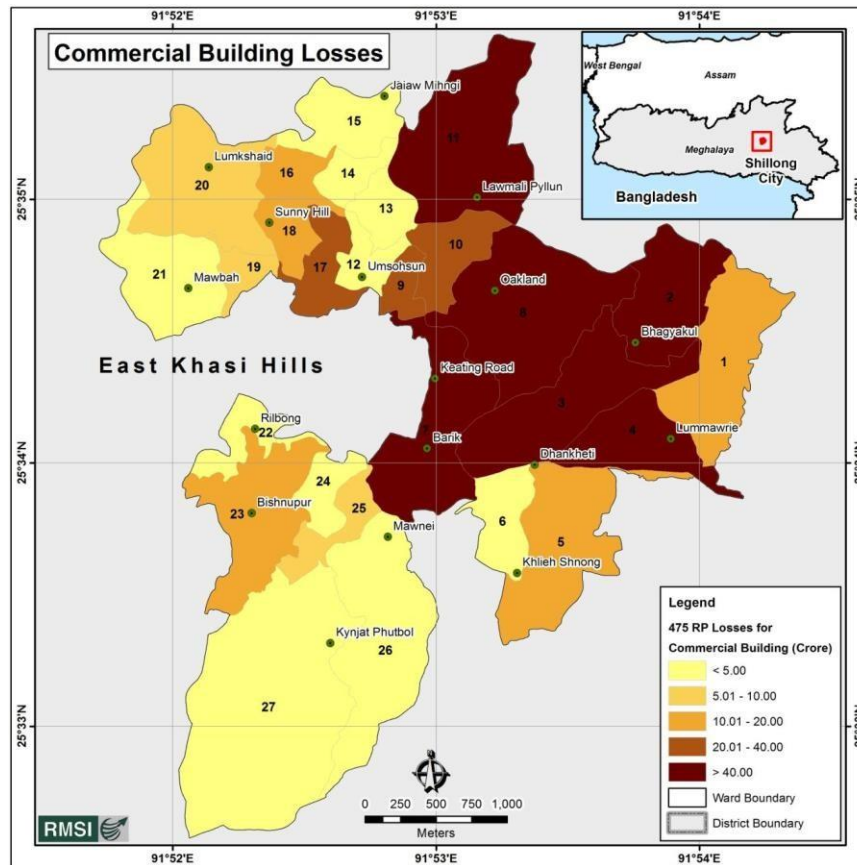 91°52'E
91°53'E
91°54'E
Commercial Building Losses
West Bengal
Assam
Meghalaya
Shillong
City
Bangladesh
Jaiaw Mihngi
15
11
Lumkshaid
20
16
14
Lawmali Pyllun
25°35'N
13
Sunny Hill
18
10
21
19
17
12
Umsohsun
9
Mawbah
Oakland
2
8
Bhagyakul
1
East Khasi Hills
Keating Road
3
Rilbong
22
7
Barik
4
Lummawrie
Dhankheti
25°34'N
24
23
Bishnupur
25
6
Mawnei
5
Khlieh Shnong
Kynjat Phutbol
26
27
25°33'N
Legend
475 RP Losses for
Commercial Building (Crore)
< 5.00
5.01 - 10.00
10.01 - 20.00
20.01 - 40.00
> 40.00
Ward Boundary
District Boundary
N
0 250 500 750 1,000
Meters
RMSI
91°52'E
91°53'E
91°54'E